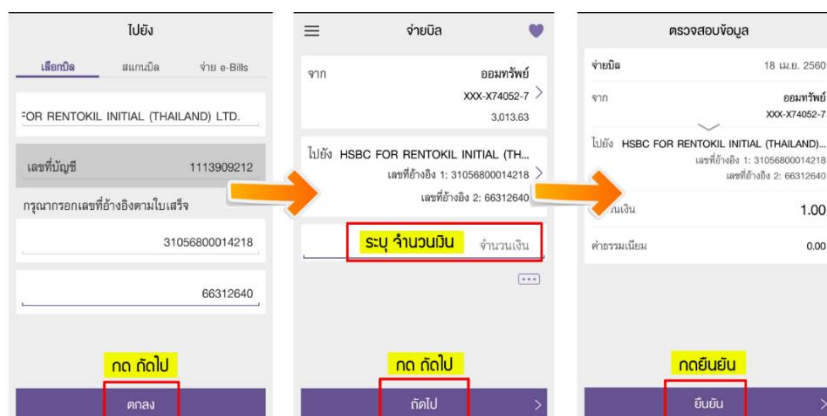 ไปยัง
เลือกบิล สแกนบิล จ่าย e-Bills
FOR RENTOKIL INITIAL (THAILAND) LTD.
เลขที่บัญชี 1113909212
กรุณากรอกเลขที่อ้างอิงตามใบเสร็จ
31056800014218
66312640
กด ถัดไป
ตกลง
จ่ายบิล
จาก ออมทรัพย์
XXX-X74052-7
3,013.63
ไปยัง HSBC FOR RENTOKIL INITIAL (TH...
เลขที่อ้างอิง 1: 31056800014218
เลขที่อ้างอิง 2: 66312640
ระบุ จำนวนเงิน จำนวนเงิน
กด ถัดไป
ถัดไป
ตรวจสอบข้อมูล
จ่ายบิล 18 เม.ย. 2560
จาก ออมทรัพย์
XXX-X74052-7
ไปยัง HSBC FOR RENTOKIL INITIAL (THAILAND)...
เลขที่อ้างอิง 1: 31056800014218
เลขที่อ้างอิง 2: 66312640
นวนเงิน 1.00
ค่าธรรมเนียม 0.00
กดยืนยัน
ยืนยัน